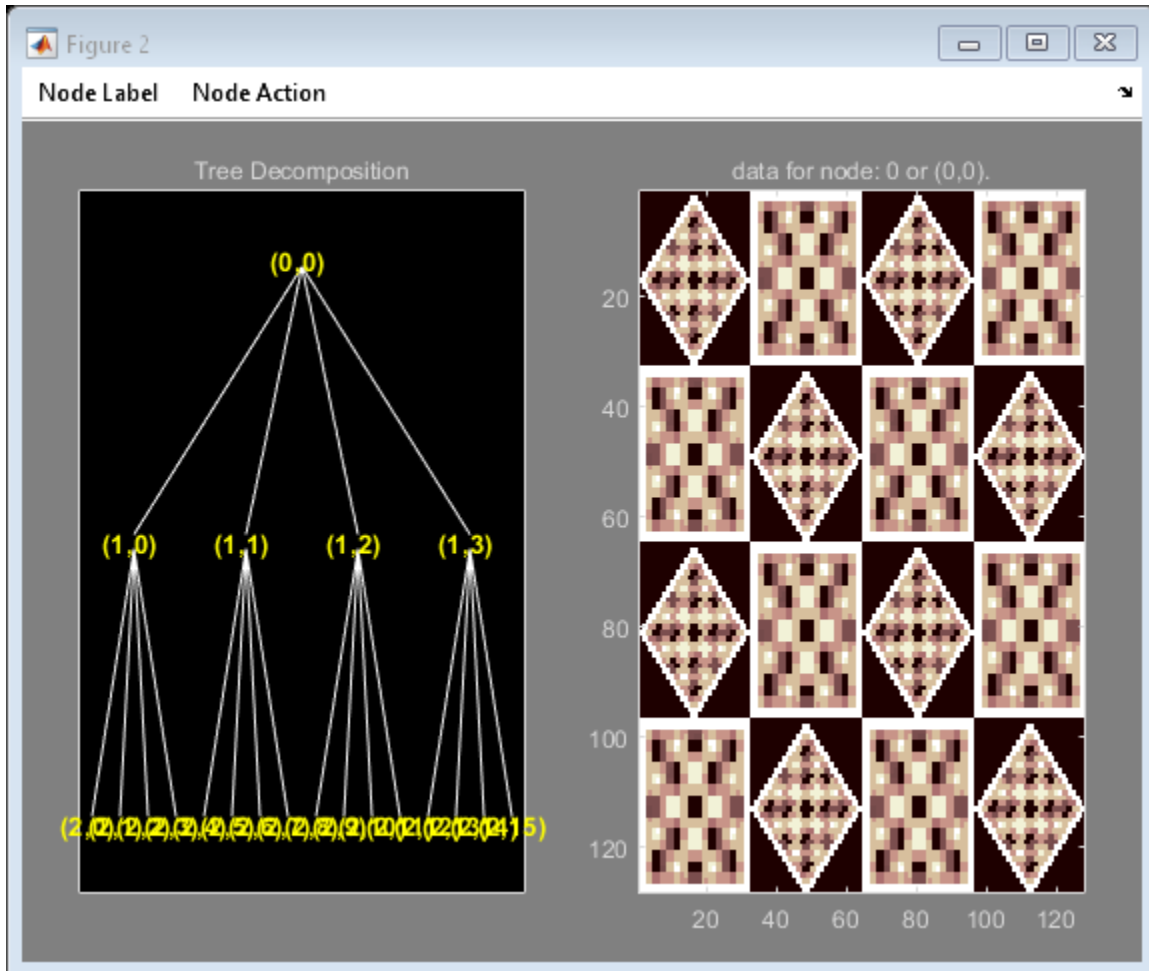 Figure 2
Node Label Node Action
Tree Decomposition
(0,0)
(1,0) (1,1) (1,2) (1,3)
data for node: 0 or (0,0).
20
40
60
80
100
120
20 40 60 80 100 120